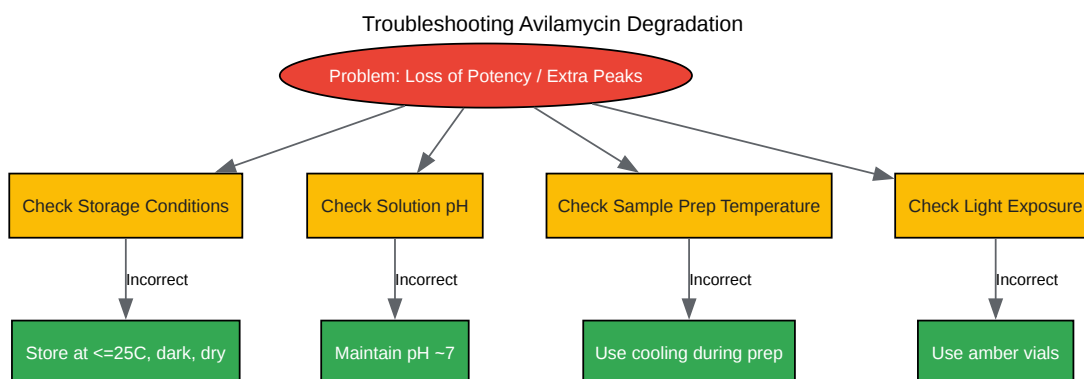 Troubleshooting Avilamycin Degradation
Problem: Loss of Potency / Extra Peaks
Check Storage Conditions
Check Solution pH
Check Sample Prep Temperature
Check Light Exposure
Incorrect
Incorrect
Incorrect
Incorrect
Store at <=25C, dark, dry
Maintain pH ~7
Use cooling during prep
Use amber vials